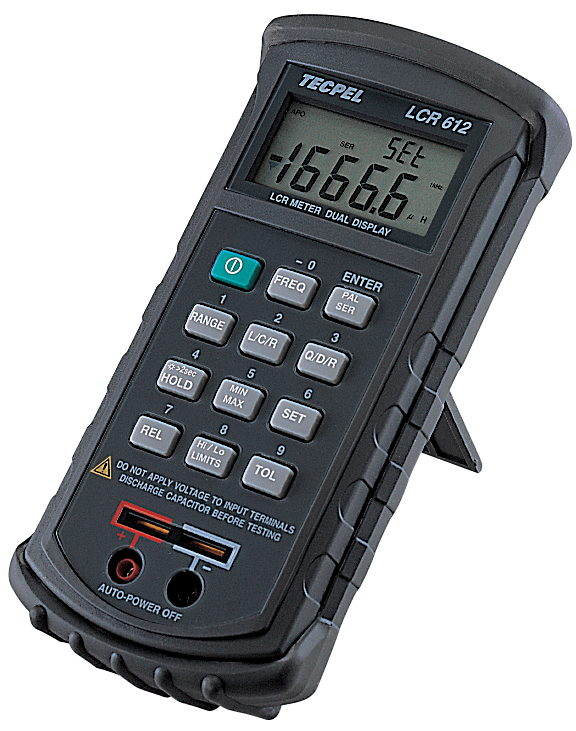 TECPEL
LCR 612
APO
SER
SEt
-1666.6
1KHz
μ H
LCR METER DUAL DISPLAY
- 0
ENTER
FREQ
PAL
SER
1
2
3
RANGE
L/C/R
Q/D/R
4
5
6
>2sec
HOLD
MIN
MAX
SET
7
8
9
REL
Hi / Lo
LIMITS
TOL
DO NOT APPLY VOLTAGE TO INPUT TERMINALS
DISCHARGE CAPACITOR BEFORE TESTING
+
-
AUTO-POWER OFF